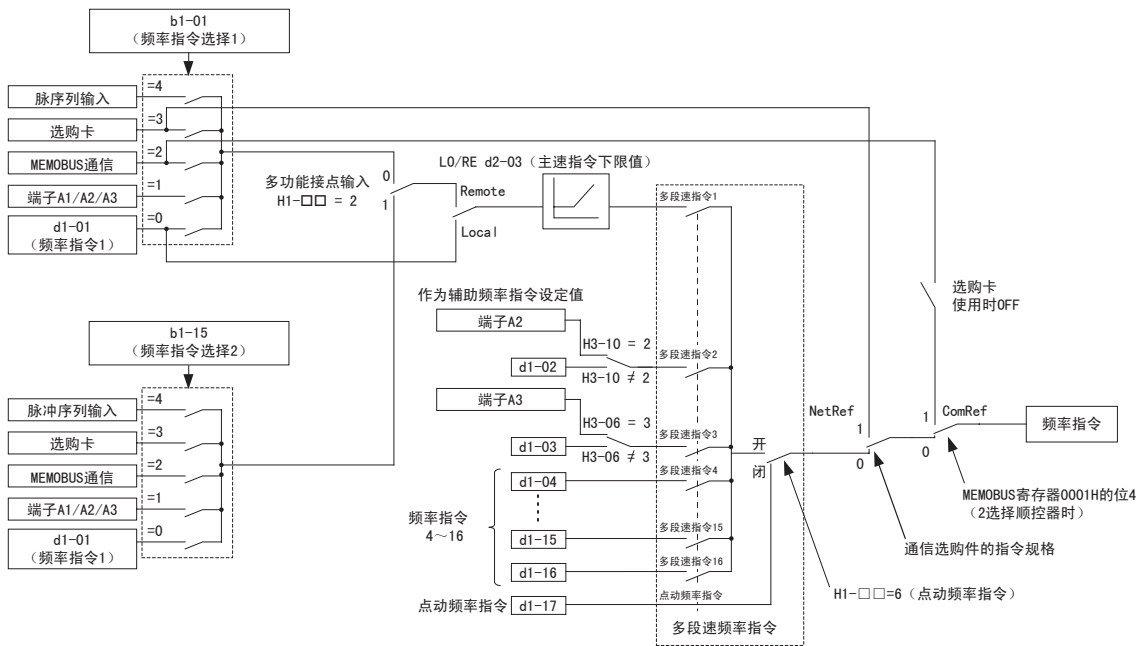 b1-01
（频率指令选择1）
脉序列输入
=4
选购卡
=3
MEMOBUS通信
=2
端子A1/A2/A3
=1
d1-01
（频率指令1）
=0
多功能接点输入
H1-□□ = 2
0
1
LO/RE d2-03（主速指令下限值）
Remote
Local
b1-15
（频率指令选择2）
脉冲序列输入
=4
选购卡
=3
MEMOBUS通信
=2
端子A1/A2/A3
=1
d1-01
（频率指令1）
=0
多段速指令1
作为辅助频率指令设定值
端子A2
H3-10 = 2
d1-02
H3-10 ≠ 2
多段速指令2
端子A3
H3-06 = 3
d1-03
H3-06 ≠ 3
多段速指令3
频率指令
4～16
d1-04
多段速指令4
d1-15
多段速指令15
d1-16
多段速指令16
点动频率指令
d1-17
点动频率指令
多段速频率指令
开
闭
H1-□□=6（点动频率指令）
NetRef
1
0
通信选购件的指令规格
选购卡
使用时OFF
1
0
ComRef
频率指令
MEMOBUS寄存器0001H的位4
（2选择顺控器时）